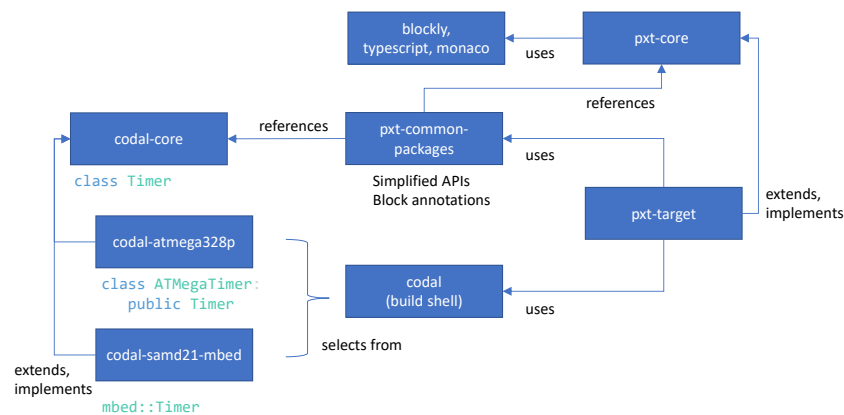 blockly,
typescript, monaco
uses
pxt-core
references
codal-core
references
pxt-common-
packages
uses
class Timer
Simplified APIs
Block annotations
pxt-target
extends,
implements
codal-atmega328p
class ATMegaTimer:
public Timer
codal
(build shell)
uses
codal-samd21-mbed
selects from
extends,
implements
mbed::Timer